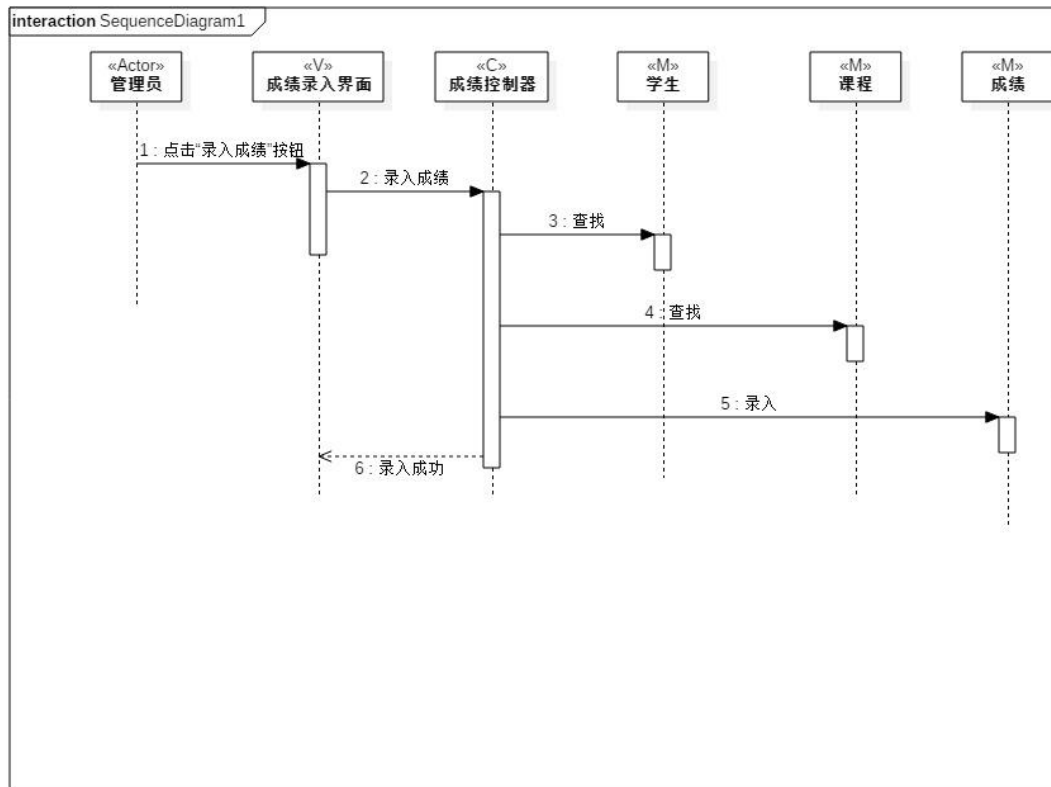 interaction SequenceDiagram1
«Actor»
管理员
«V»
成绩录入界面
«C»
成绩控制器
«M»
学生
«M»
课程
«M»
成绩
1 : 点击“录入成绩”按钮
2 : 录入成绩
3 : 查找
4 : 查找
5 : 录入
6 : 录入成功